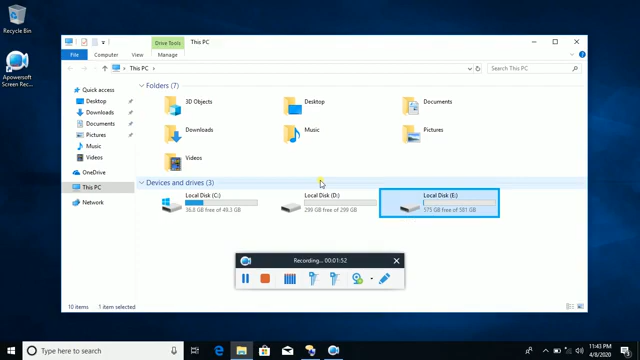 Recycle Bin
Apowersoft
Screen Rec...
Drive Tools
This PC
File
Computer
View
Manage
This PC
Search This PC
Quick access
Desktop
Downloads
Documents
Pictures
Music
Videos
OneDrive
This PC
Network
Folders (7)
3D Objects
Desktop
Documents
Downloads
Music
Pictures
Videos
Devices and drives (3)
Local Disk (C:)
36.8 GB free of 49.3 GB
Local Disk (D:)
299 GB free of 299 GB
Local Disk (E:)
575 GB free of 581 GB
Recording... 00:01:52
10 items
1 item selected
Type here to search
11:43 PM
4/8/2020